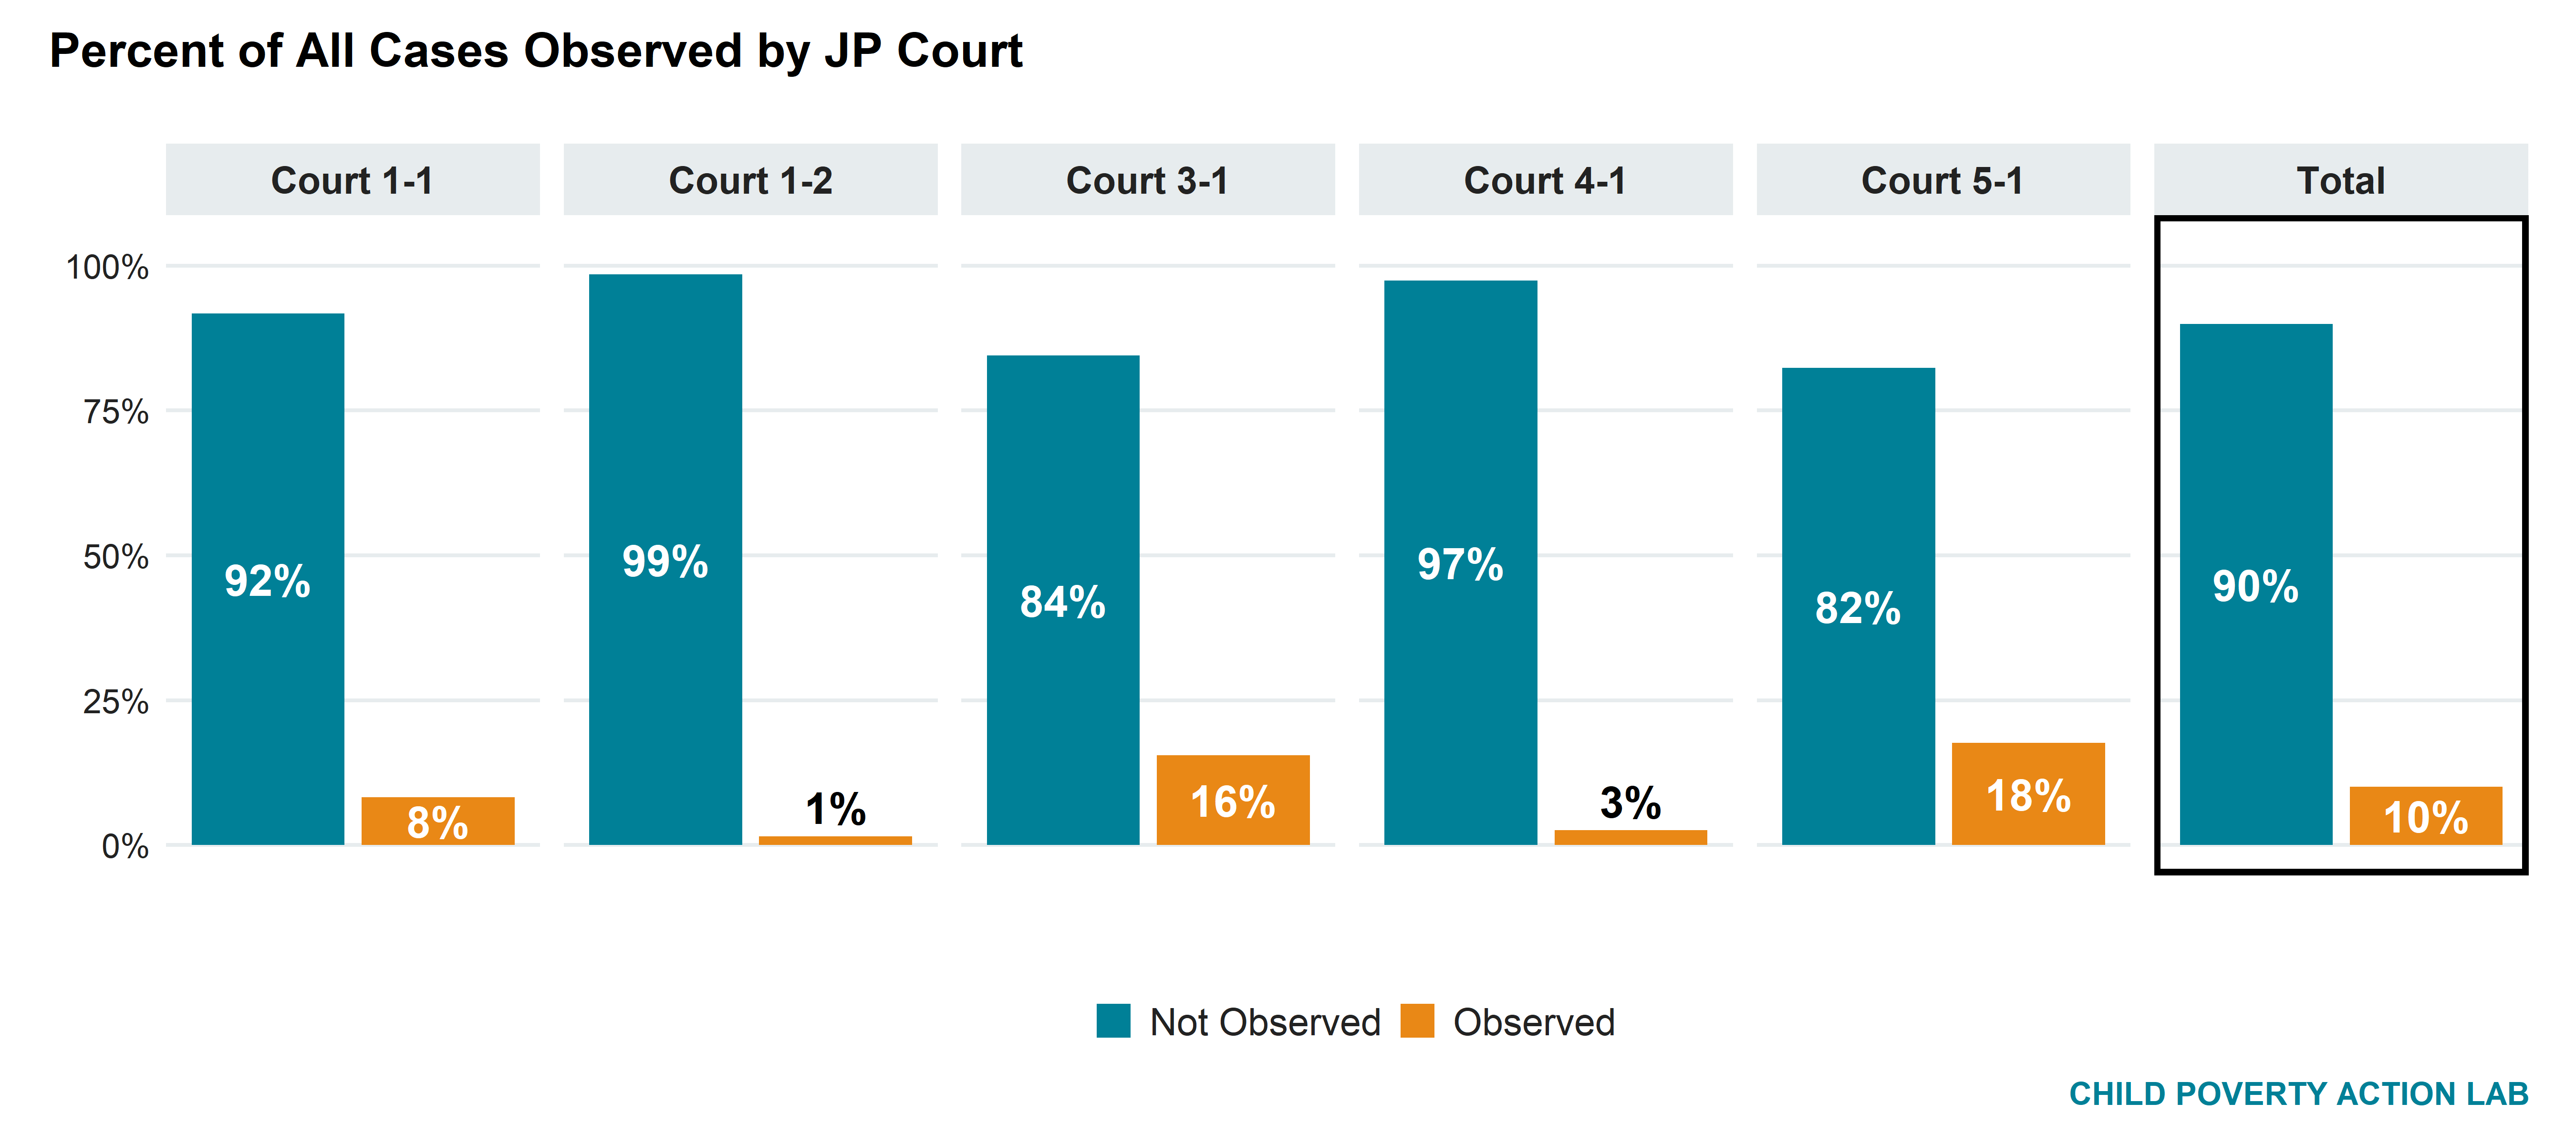 Percent of All Cases Observed by JP Court
Court 1-1
Court 1-2
Court 3-1
Court 4-1
Court 5-1
Total
100%
75%
50%
25%
0%
92%
8%
99%
1%
84%
16%
97%
3%
82%
18%
90%
10%
Not Observed
Observed
CHILD POVERTY ACTION LAB